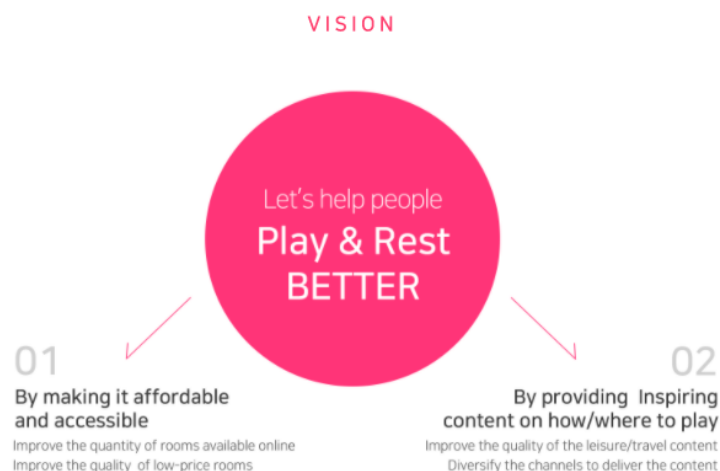 VISION
Let's help people
Play & Rest
BETTER
01
By making it affordable
and accessible
Improve the quantity of rooms available online
Improve the quality of low-price rooms
02
By providing Inspiring
content on how/where to play
Improve the quality of the leisure/travel content
Diversify the channels to deliver the content